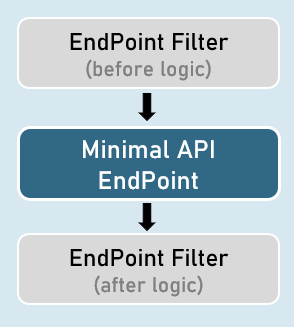 EndPoint Filter
(before logic)
Minimal API
EndPoint
EndPoint Filter
(after logic)